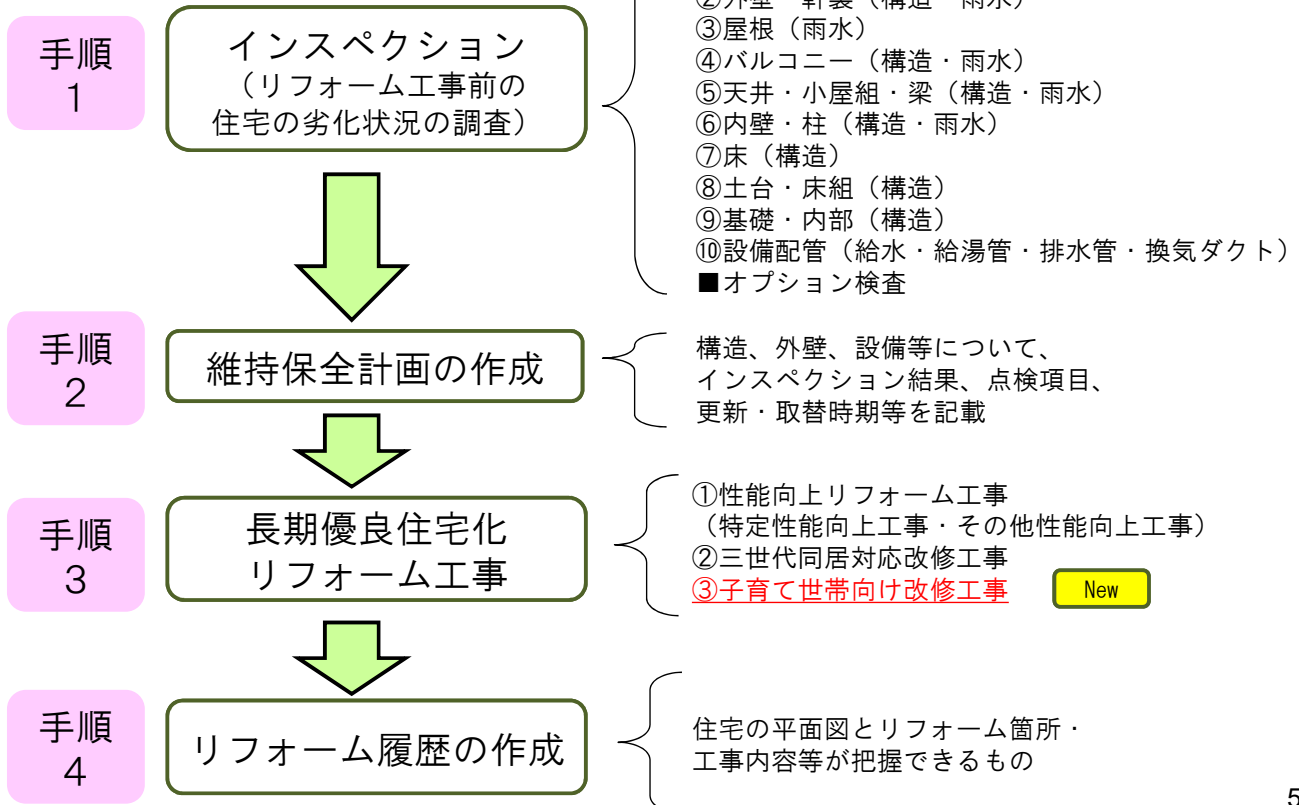 ②外壁・軒裏（構造・雨水）
手順
1
インスペクション
（リフォーム工事前の
住宅の劣化状況の調査）
③屋根（雨水）
④バルコニー（構造・雨水）
⑤天井・小屋組・梁（構造・雨水）
⑥内壁・柱（構造・雨水）
⑦床（構造）
⑧土台・床組（構造）
⑨基礎・内部（構造）
⑩設備配管（給水・給湯管・排水管・換気ダクト）
■オプション検査
手順
2
維持保全計画の作成
構造、外壁、設備等について、
インスペクション結果、点検項目、
更新・取替時期等を記載
手順
3
長期優良住宅化
リフォーム工事
①性能向上リフォーム工事
（特定性能向上工事・その他性能向上工事）
②三世代同居対応改修工事
③子育て世帯向け改修工事
New
手順
4
リフォーム履歴の作成
住宅の平面図とリフォーム箇所・
工事内容等が把握できるもの
5